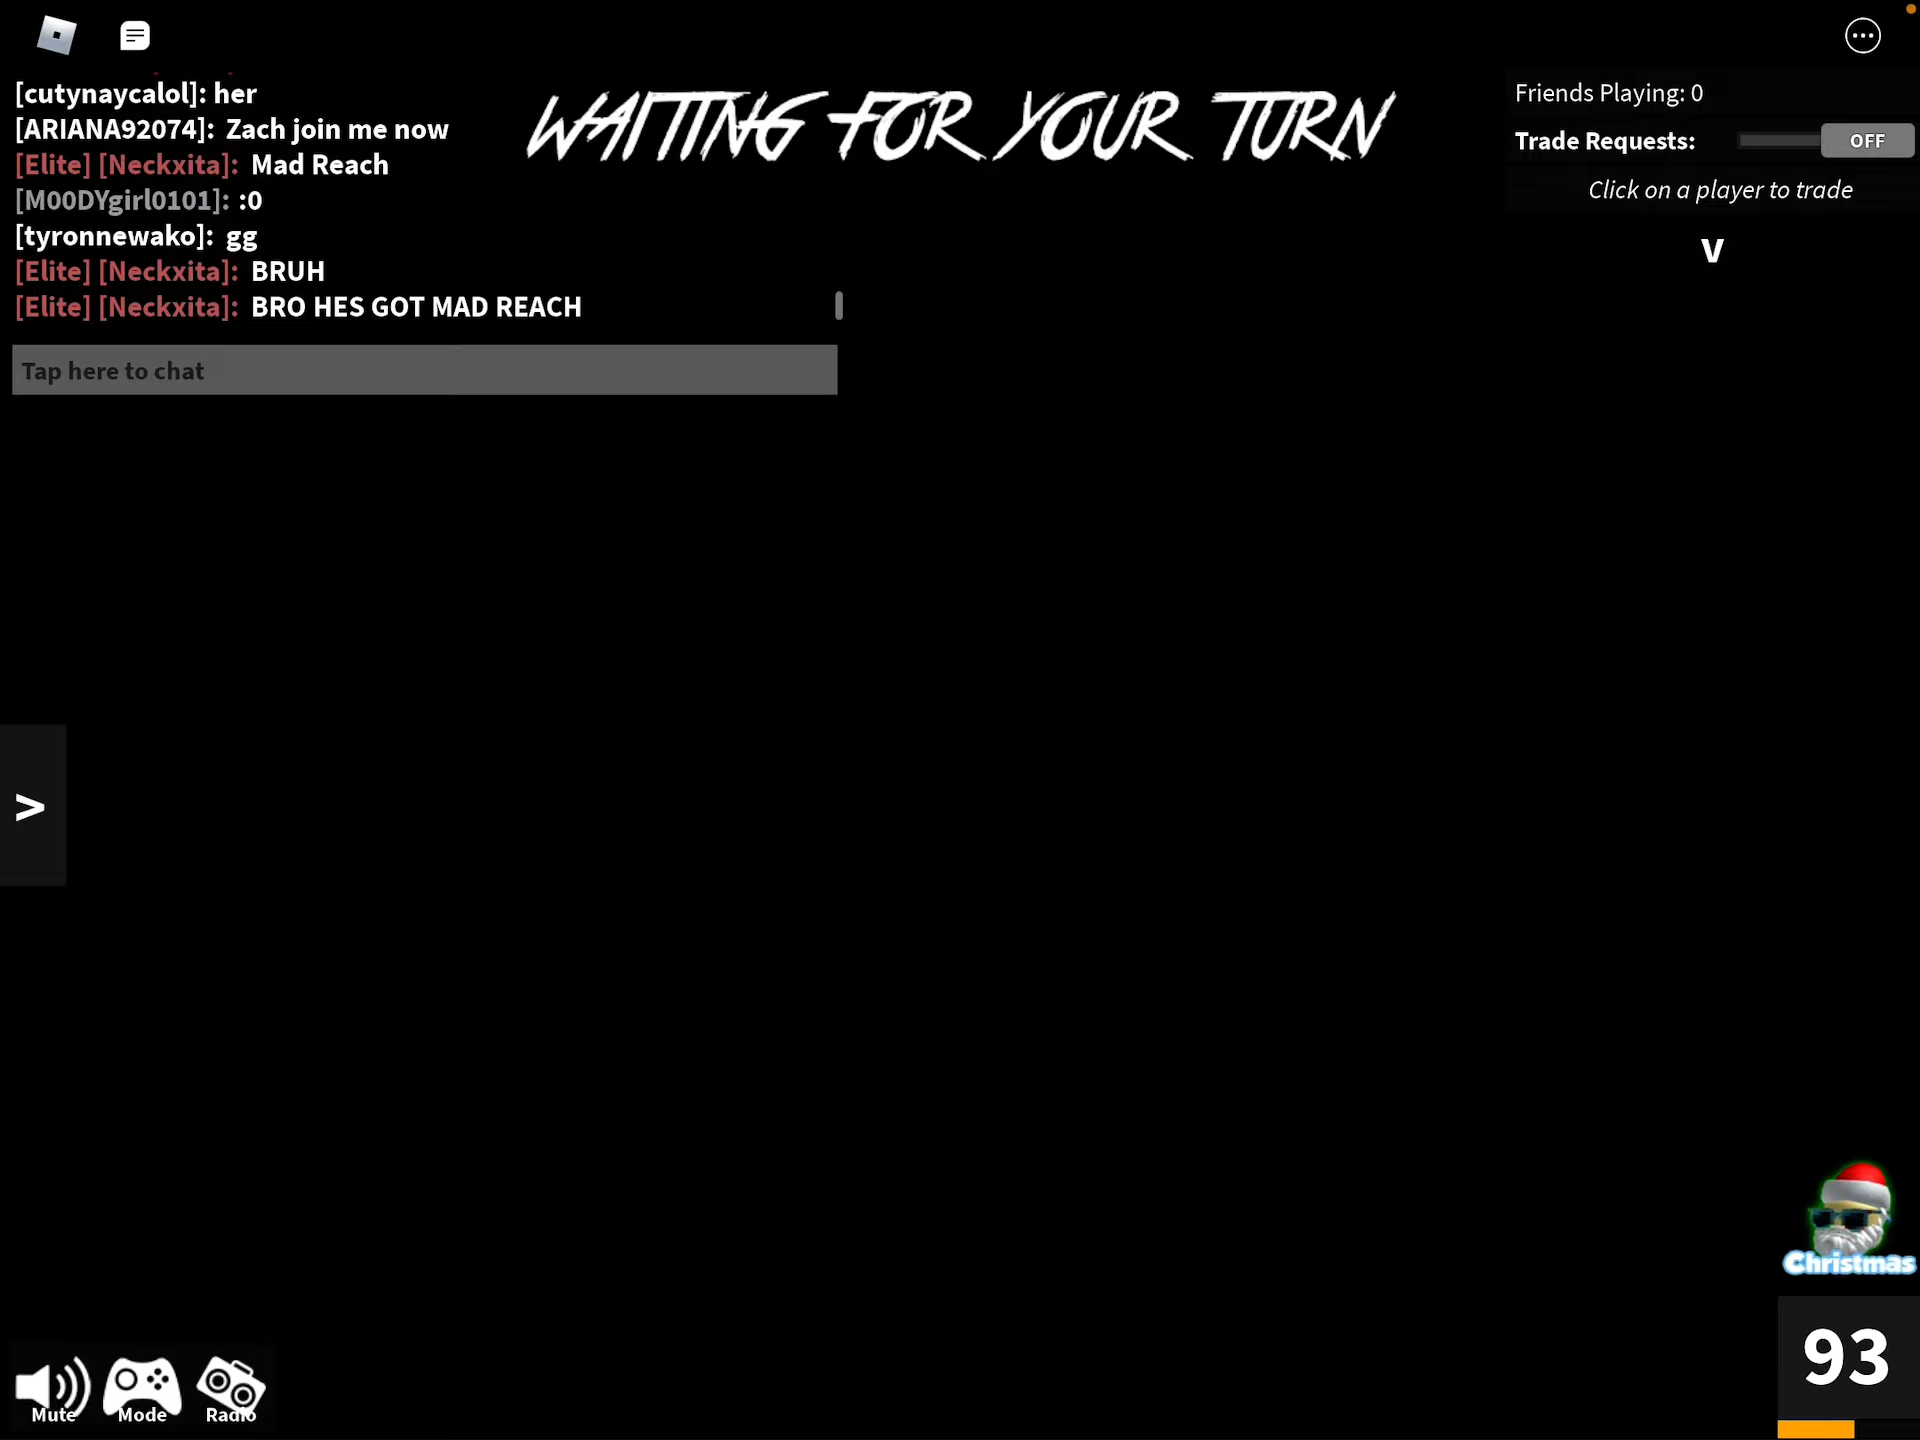 [cutynaycalol]: her
[ARIANA92074]: Zach join me now
[Elite] [Neckxita]: Mad Reach
[M00DYgirl0101]: :0
[tyronnewako]: gg
[Elite] [Neckxita]: BRUH
[Elite] [Neckxita]: BRO HES GOT MAD REACH
Tap here to chat
WAITING FOR YOUR TURN
Friends Playing: 0
Trade Requests: OFF
Click on a player to trade
V
>
Christmas
93
Mute Mode Radio